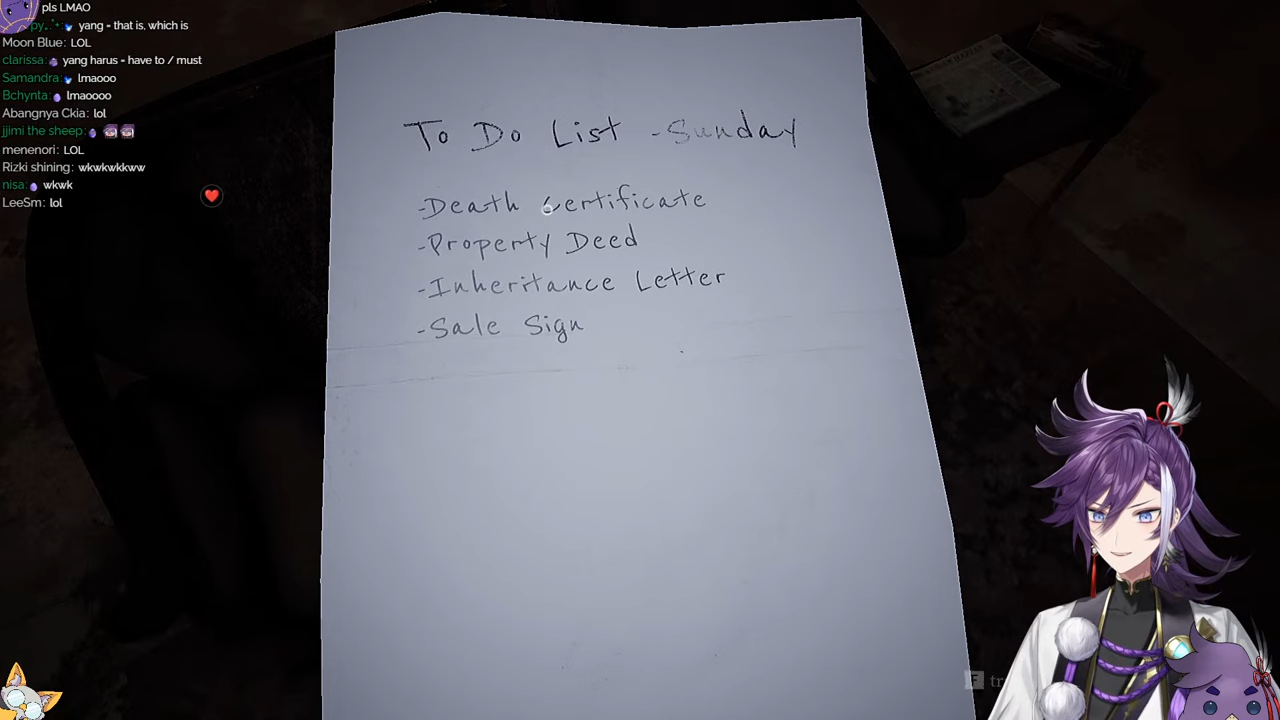 pls LMAO
yang = that is, which is
Moon Blue: LOL
clarissa: yang harus = have to / must
Samandra: lmaooo
Bchynta: lmaoooo
Abangnya Ckia: lol
jjimi the sheep:
menenori: LOL
Rizki shining: wkwkwkkww
nisa: wkwk
LeeSm: lol
To Do List - Sunday
-Death Certificate
-Property Deed
-Inheritance Letter
-Sale Sign
F